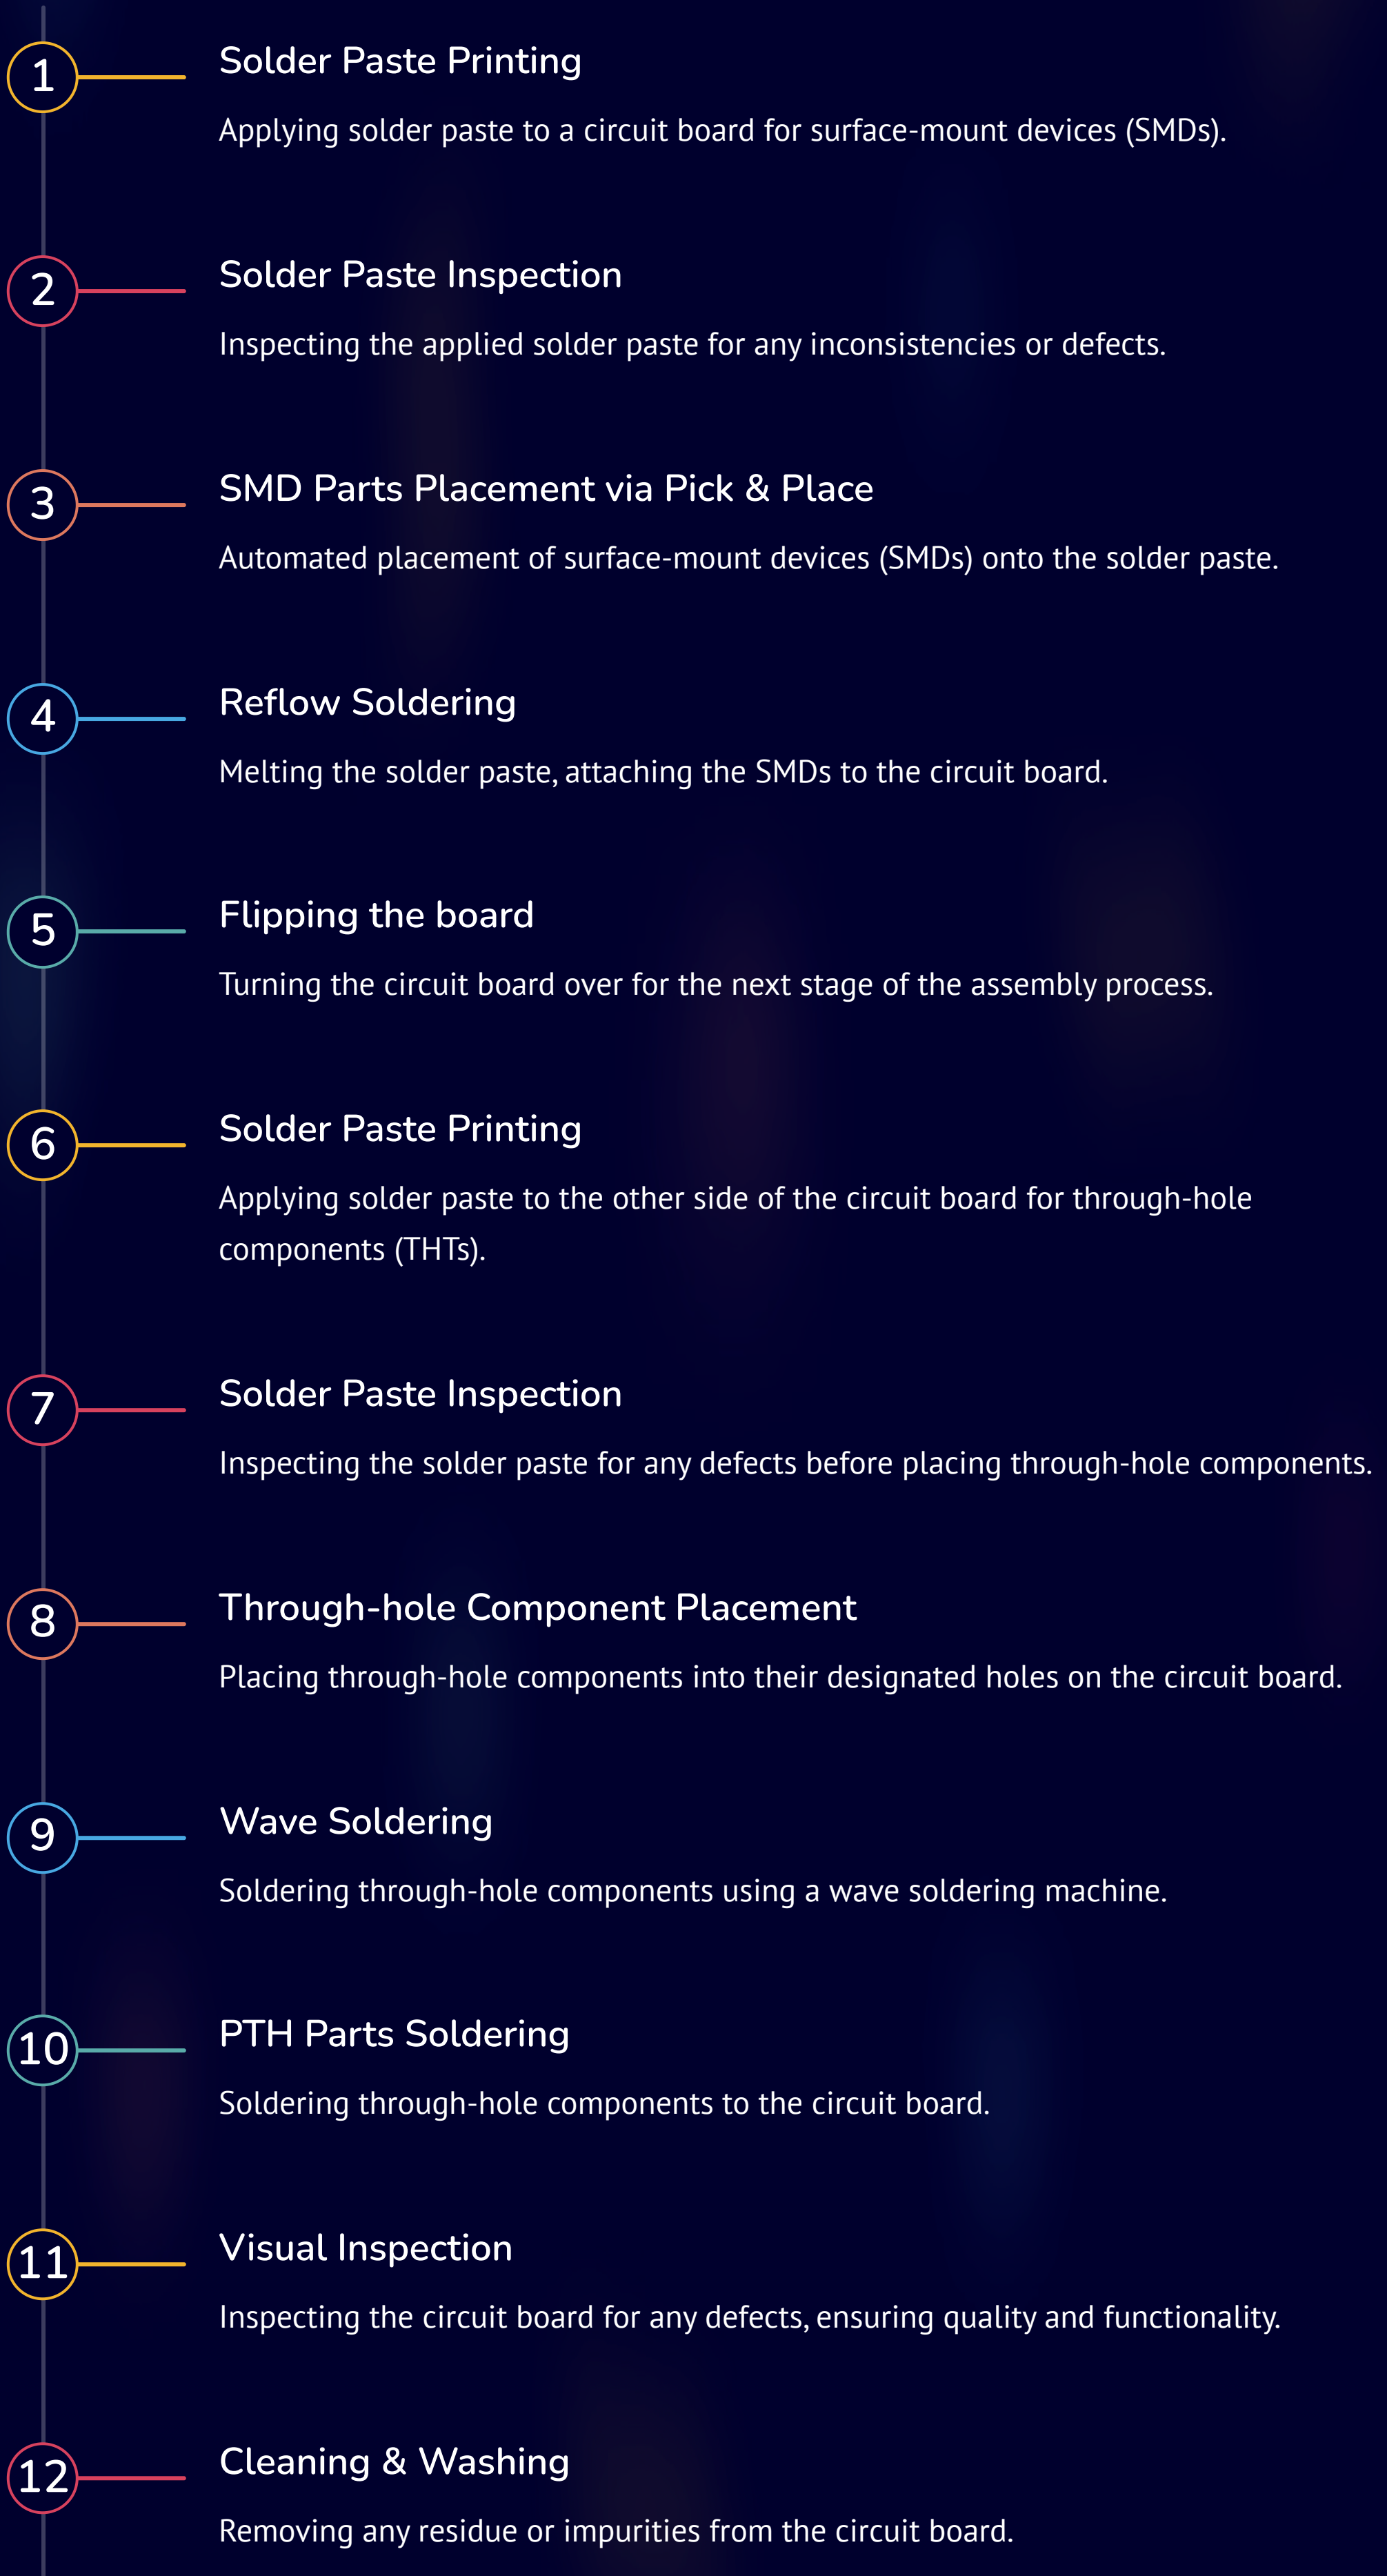 1
Solder Paste Printing
Applying solder paste to a circuit board for surface-mount devices (SMDs).
2
Solder Paste Inspection
Inspecting the applied solder paste for any inconsistencies or defects.
3
SMD Parts Placement via Pick & Place
Automated placement of surface-mount devices (SMDs) onto the solder paste.
4
Reflow Soldering
Melting the solder paste, attaching the SMDs to the circuit board.
5
Flipping the board
Turning the circuit board over for the next stage of the assembly process.
6
Solder Paste Printing
Applying solder paste to the other side of the circuit board for through-hole
components (THTs).
7
Solder Paste Inspection
Inspecting the solder paste for any defects before placing through-hole components.
8
Through-hole Component Placement
Placing through-hole components into their designated holes on the circuit board.
9
Wave Soldering
Soldering through-hole components using a wave soldering machine.
10
PTH Parts Soldering
Soldering through-hole components to the circuit board.
11
Visual Inspection
Inspecting the circuit board for any defects, ensuring quality and functionality.
12
Cleaning & Washing
Removing any residue or impurities from the circuit board.